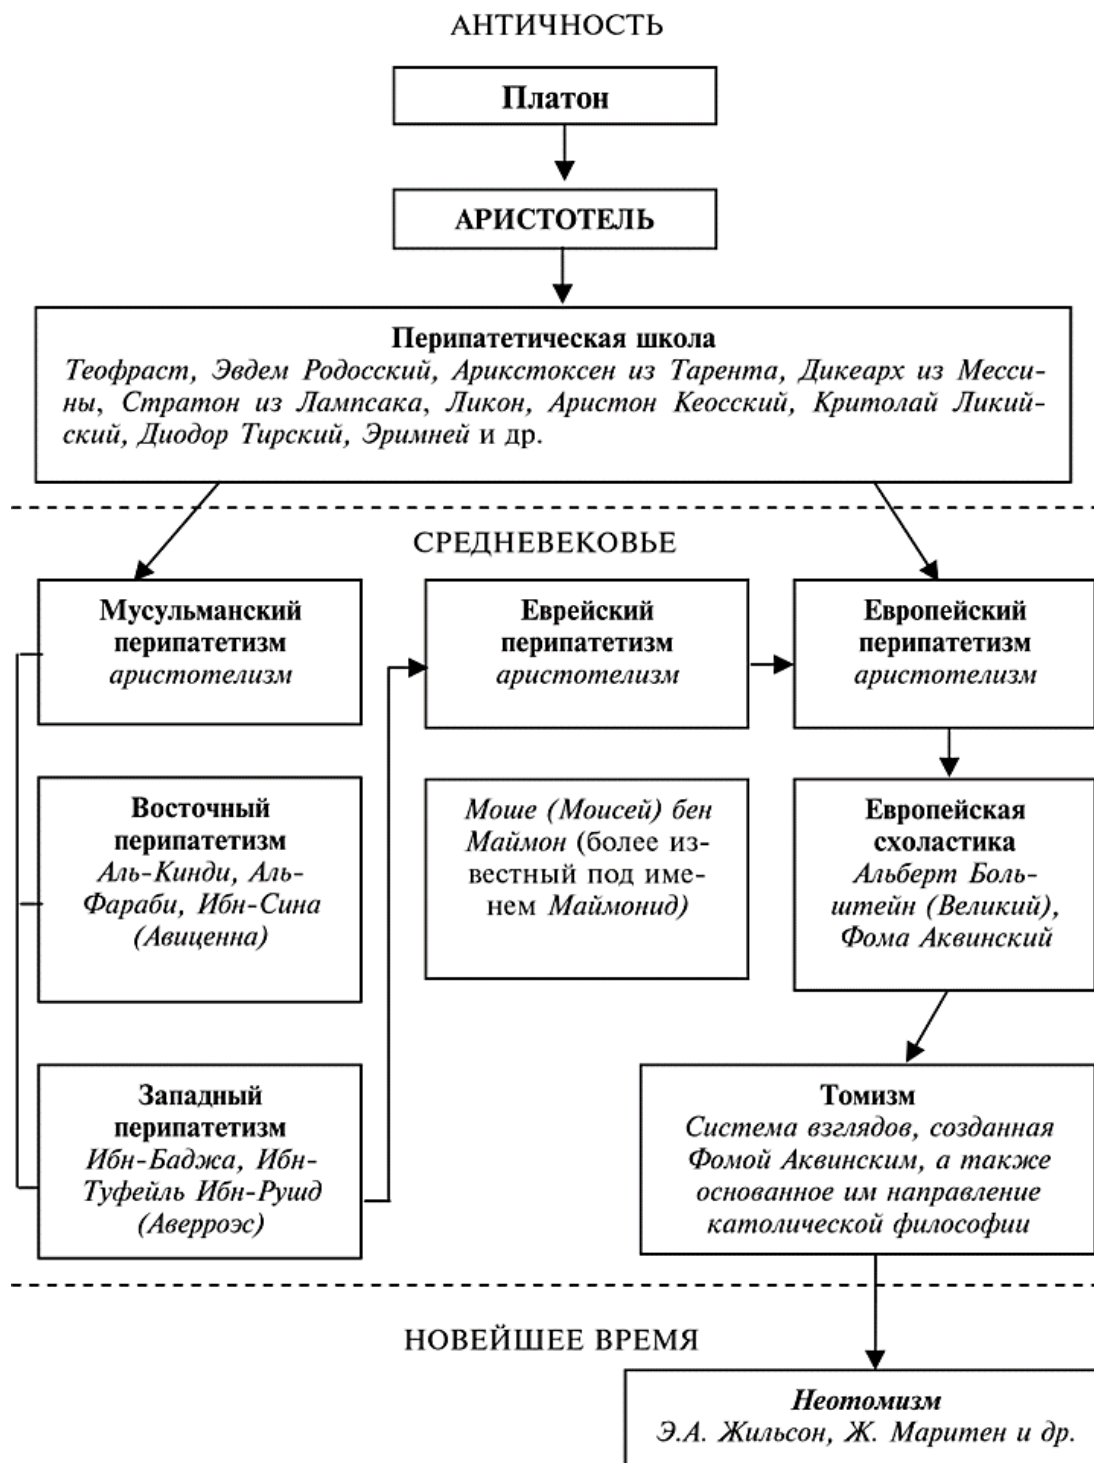 АНТИЧНОСТЬ
Платон
АРИСТОТЕЛЬ
Перипатетическая школа
Теофраст, Эвдем Родосский, Арикстоксен из Тарента, Дикеарх из Месси-
ны, Стратон из Лампсака, Ликон, Аристон Кеосский, Критолай Ликий-
ский, Диодор Тирский, Эримней и др.
СРЕДНЕВЕКОВЬЕ
Мусульманский
перипатетизм
аристотелизм
Еврейский
перипатетизм
аристотелизм
Европейский
перипатетизм
аристотелизм
Восточный
перипатетизм
Аль-Кинди, Аль-
Фараби, Ибн-Сина
(Авиценна)
Моше (Моисей) бен
Маймон (более из-
вестный под име-
нем Маймонид)
Европейская
схоластика
Альберт Боль-
штейн (Великий),
Фома Аквинский
Западный
перипатетизм
Ибн-Баджа, Ибн-
Туфейль Ибн-Рушд
(Аверроэс)
Томизм
Система взглядов, созданная
Фомой Аквинским, а также
основанное им направление
католической философии
НОВЕЙШЕЕ ВРЕМЯ
Неотомизм
Э.А. Жильсон, Ж. Маритен и др.